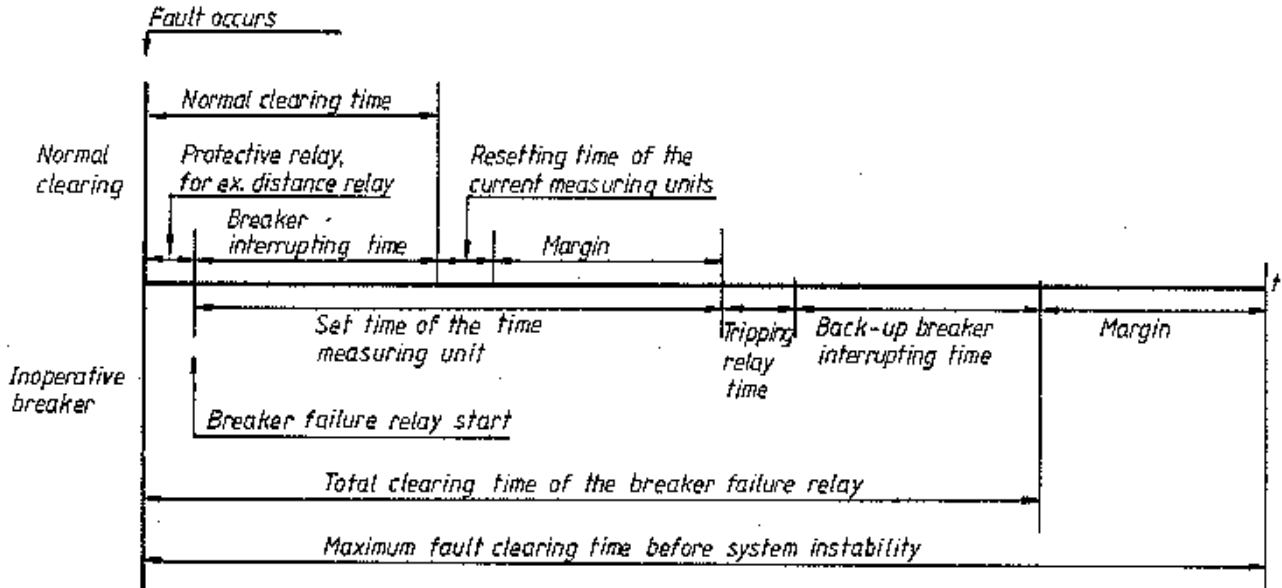 Fault occurs
Normal clearing time
Normal
clearing
Protective relay,
for ex. distance relay
Resetting time of the
current measuring units
Breaker
interrupting time
Margin
t
Set time of the time
measuring unit
Tripping
relay
time
Back-up breaker
interrupting time
Margin
Inoperative
breaker
Breaker failure relay start
Total clearing time of the breaker failure relay
Maximum fault clearing time before system instability